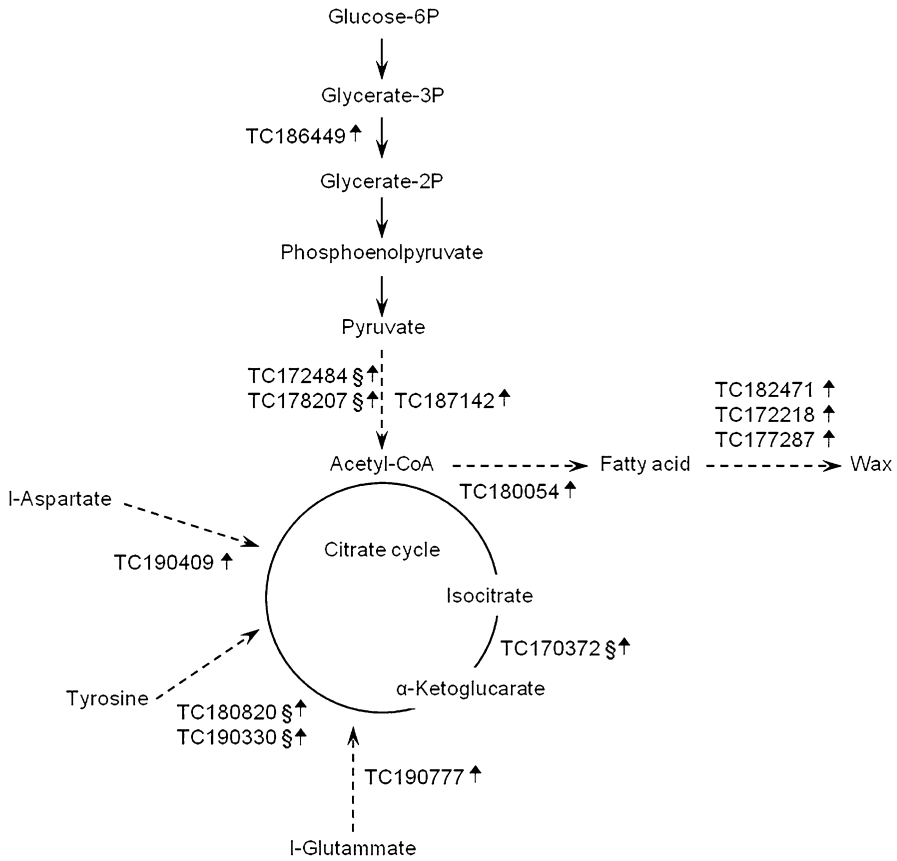 Glucose-6P
Glycerate-3P
TC186449
Glycerate-2P
Phosphoenolpyruvate
Pyruvate
TC172484 §
TC178207 §
TC187142
TC182471
TC172218
TC177287
Acetyl-CoA
Fatty acid
Wax
TC180054
l-Aspartate
TC190409
Citrate cycle
Isocitrate
TC170372 §
α-Ketoglucarate
Tyrosine
TC180820 §
TC190330 §
TC190777
l-Glutammate